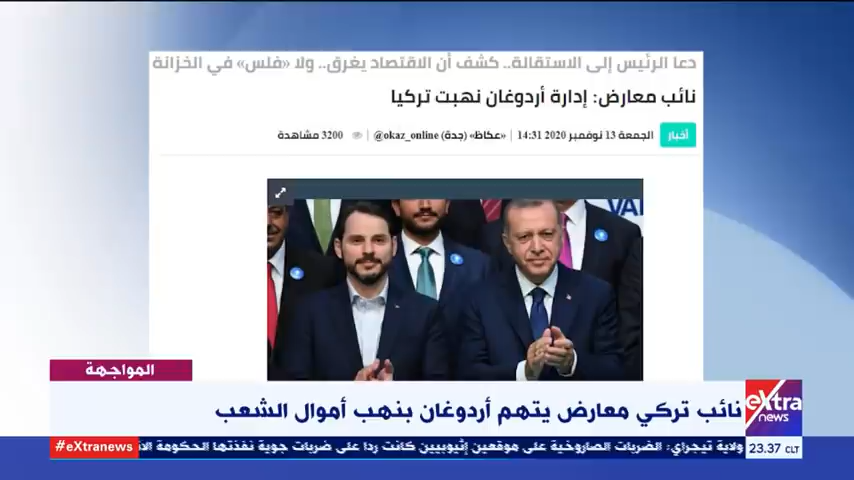 دعا الرئيس إلى الاستقالة.. كشف أن الاقتصاد يغرق.. ولا «فلس» في الخزانة
نائب معارض: إدارة أردوغان نهبت تركيا
أخبار
الجمعة 13 نوفمبر 2020 14:31 | «عكاظ» (جدة) okaz_online@ | 3200 مشاهدة
VA
المواجهة
نائب تركي معارض يتهم أردوغان بنهب أموال الشعب
eXtra news
#eXtranews
ولاية تيجراي: الضربات الصاروخية على موقعين إثيوبيين كانت ردا على ضربات جوية نفذتها الحكومة
23.37 CLT